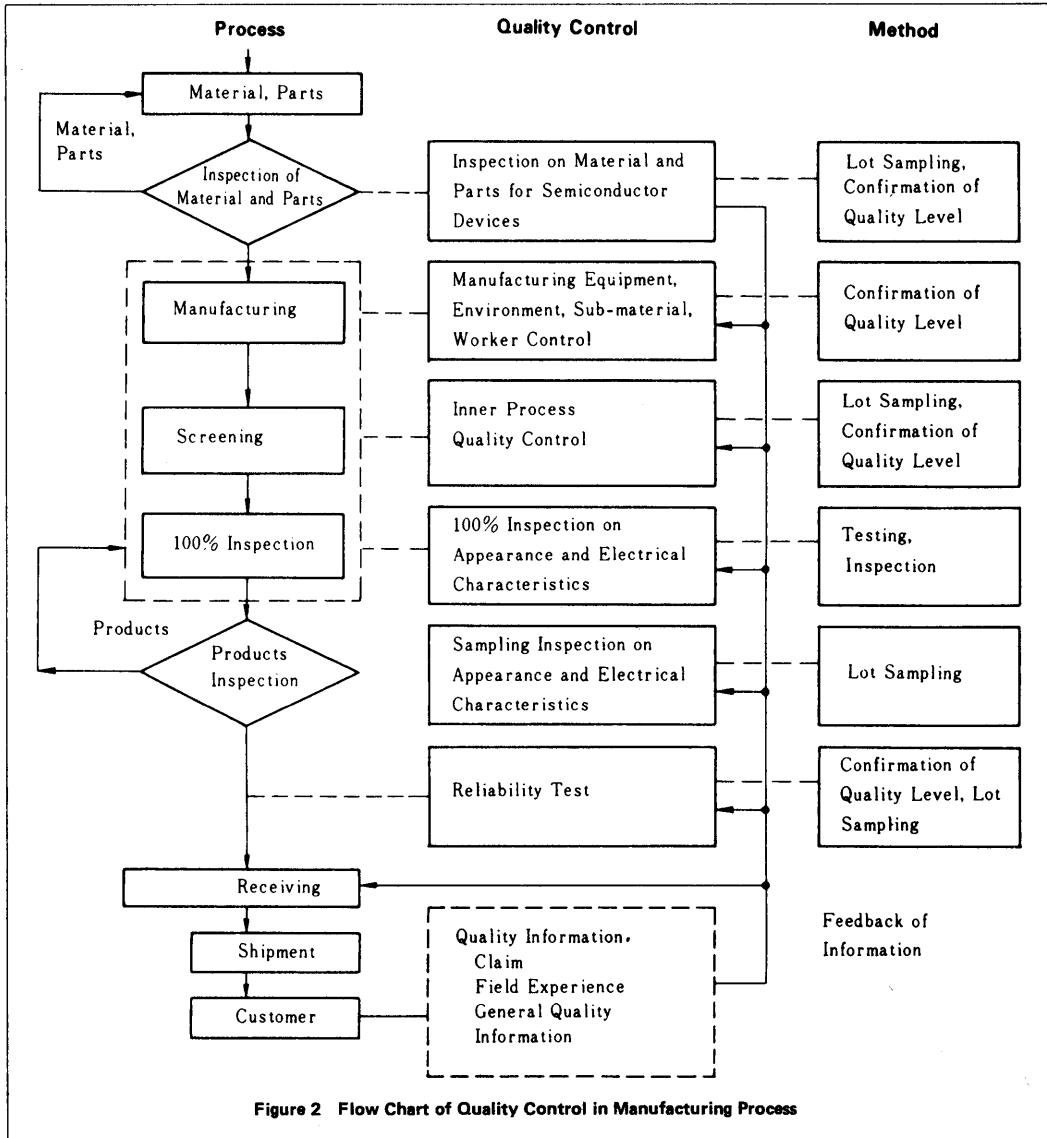 Process
Quality Control
Method
Material, Parts
Material,
Parts
Inspection of
Material and Parts
Inspection on Material and
Parts for Semiconductor
Devices
Lot Sampling,
Confirmation of
Quality Level
Manufacturing
Manufacturing Equipment,
Environment, Sub-material,
Worker Control
Confirmation of
Quality Level
Screening
Inner Process
Quality Control
Lot Sampling,
Confirmation of
Quality Level
100% Inspection
100% Inspection on
Appearance and Electrical
Characteristics
Testing,
Inspection
Products
Products
Inspection
Sampling Inspection on
Appearance and Electrical
Characteristics
Lot Sampling
Reliability Test
Confirmation of
Quality Level, Lot
Sampling
Receiving
Shipment
Customer
Quality Information.
Claim
Field Experience
General Quality
Information
Feedback of
Information
Figure 2 Flow Chart of Quality Control in Manufacturing Process